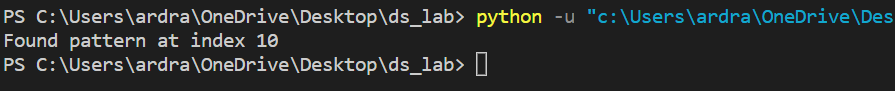 PS C:\Users\ardra\OneDrive\Desktop\ds_lab> python -u "c:\Users\ardra\OneDrive\Des
Found pattern at index 10
PS C:\Users\ardra\OneDrive\Desktop\ds_lab>